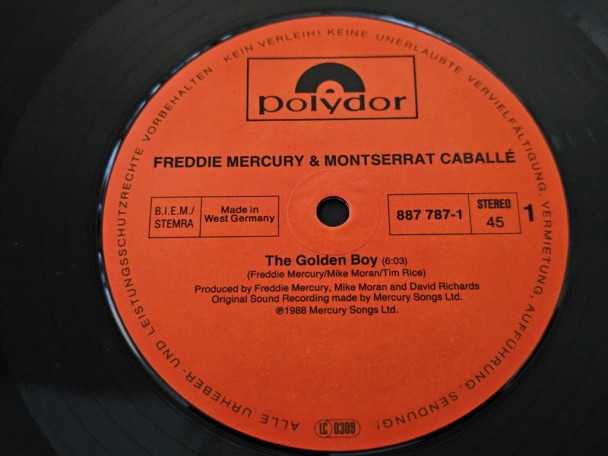 polydor
FREDDIE MERCURY & MONTSERRAT CABALLÉ
B.I.E.M./
STEMRA
Made in
West Germany
887 787-1
STEREO
45
1
The Golden Boy (6:03)
(Freddie Mercury/Mike Moran/Tim Rice)
Produced by Freddie Mercury, Mike Moran and David Richards
Original Sound Recording made by Mercury Songs Ltd.
℗1988 Mercury Songs Ltd.
LC 0309
ALLE URHEBER- UND LEISTUNGSSCHUTZRECHTE VORBEHALTEN · KEIN VERLEIH! KEINE UNERLAUBTE VERVIELFÄLTIGUNG, VERMIETUNG, AUFFÜHRUNG, SENDUNG!